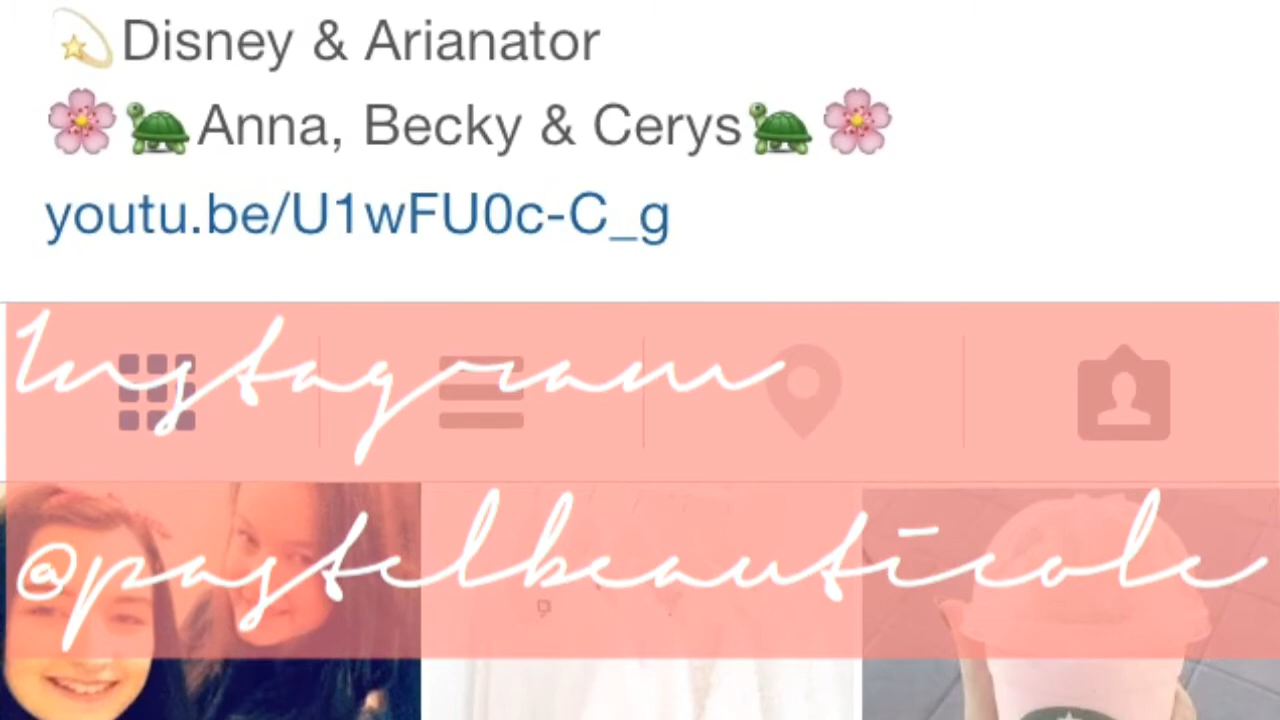 💫Disney & Arianator
🌸🐢Anna, Becky & Cerys🐢🌸
youtu.be/U1wFU0c-C_g
Instagram
@pastelbeauticole